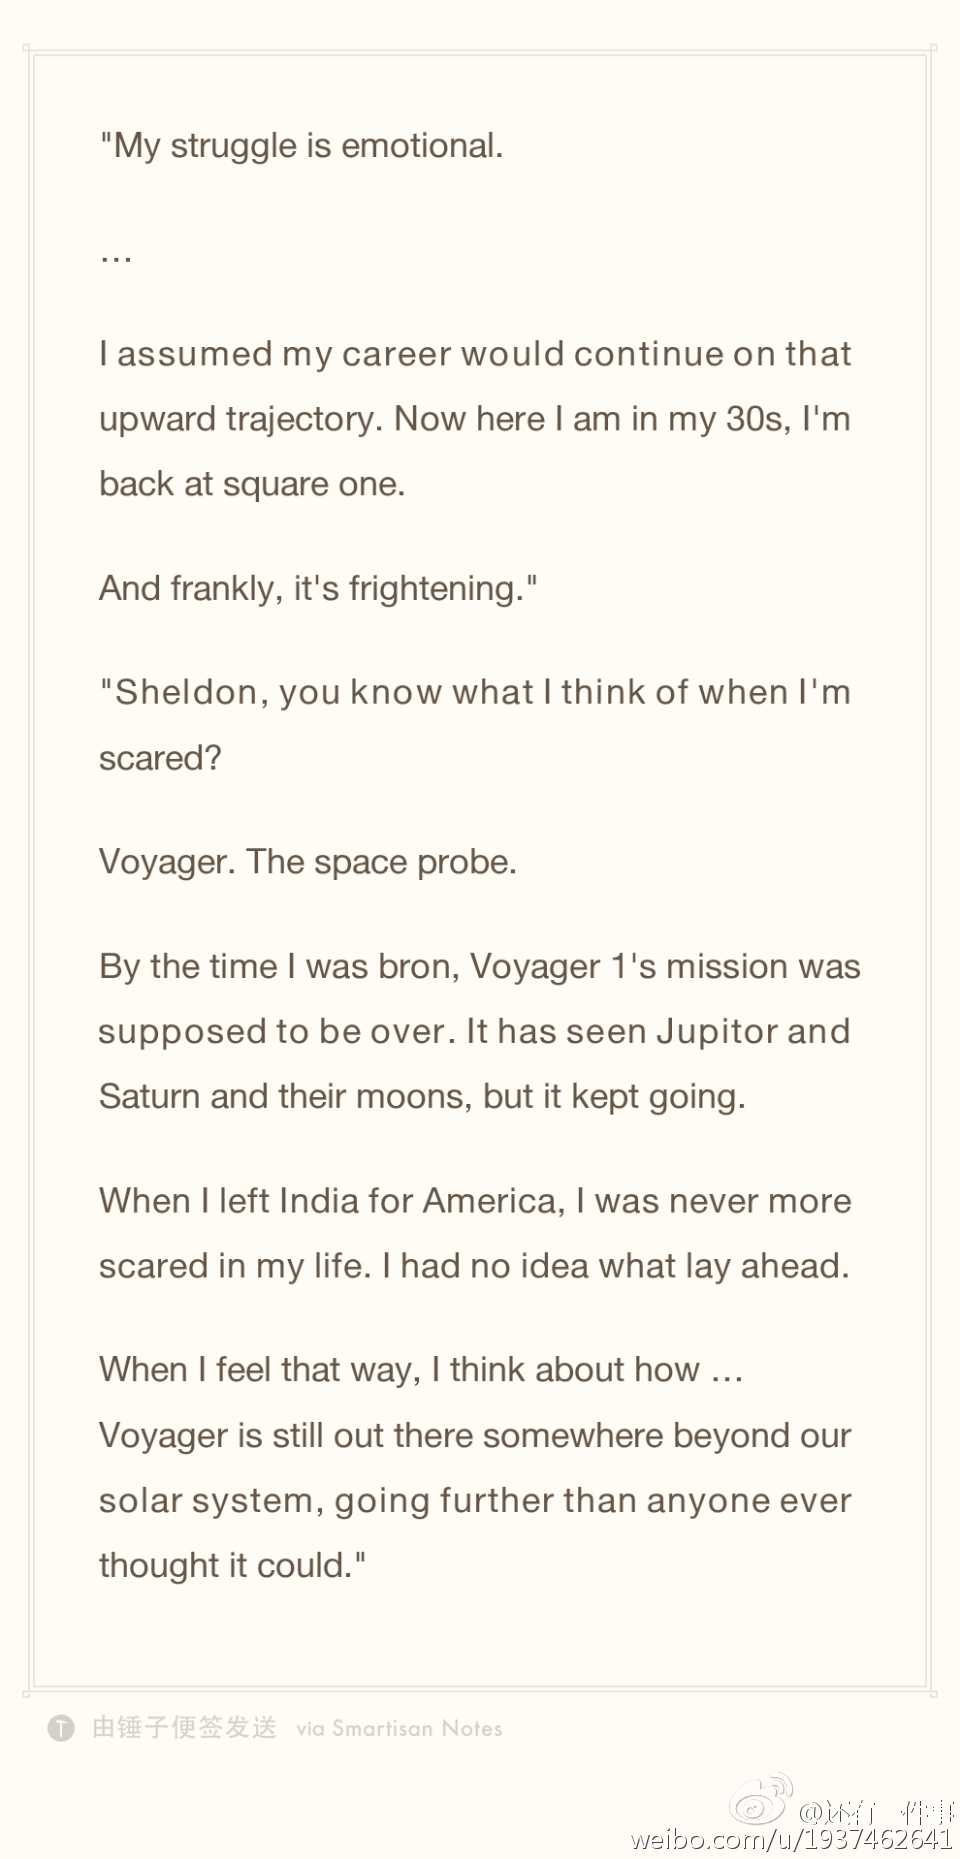 "My struggle is emotional.
...
I assumed my career would continue on that
upward trajectory. Now here I am in my 30s, I'm
back at square one.
And frankly, it's frightening."
"Sheldon, you know what I think of when I'm
scared?
Voyager. The space probe.
By the time I was bron, Voyager 1's mission was
supposed to be over. It has seen Jupitor and
Saturn and their moons, but it kept going.
When I left India for America, I was never more
scared in my life. I had no idea what lay ahead.
When I feel that way, I think about how ...
Voyager is still out there somewhere beyond our
solar system, going further than anyone ever
thought it could."
T 由锤子便签发送 via Smartisan Notes
@还有一件事
weibo.com/u/1937462641